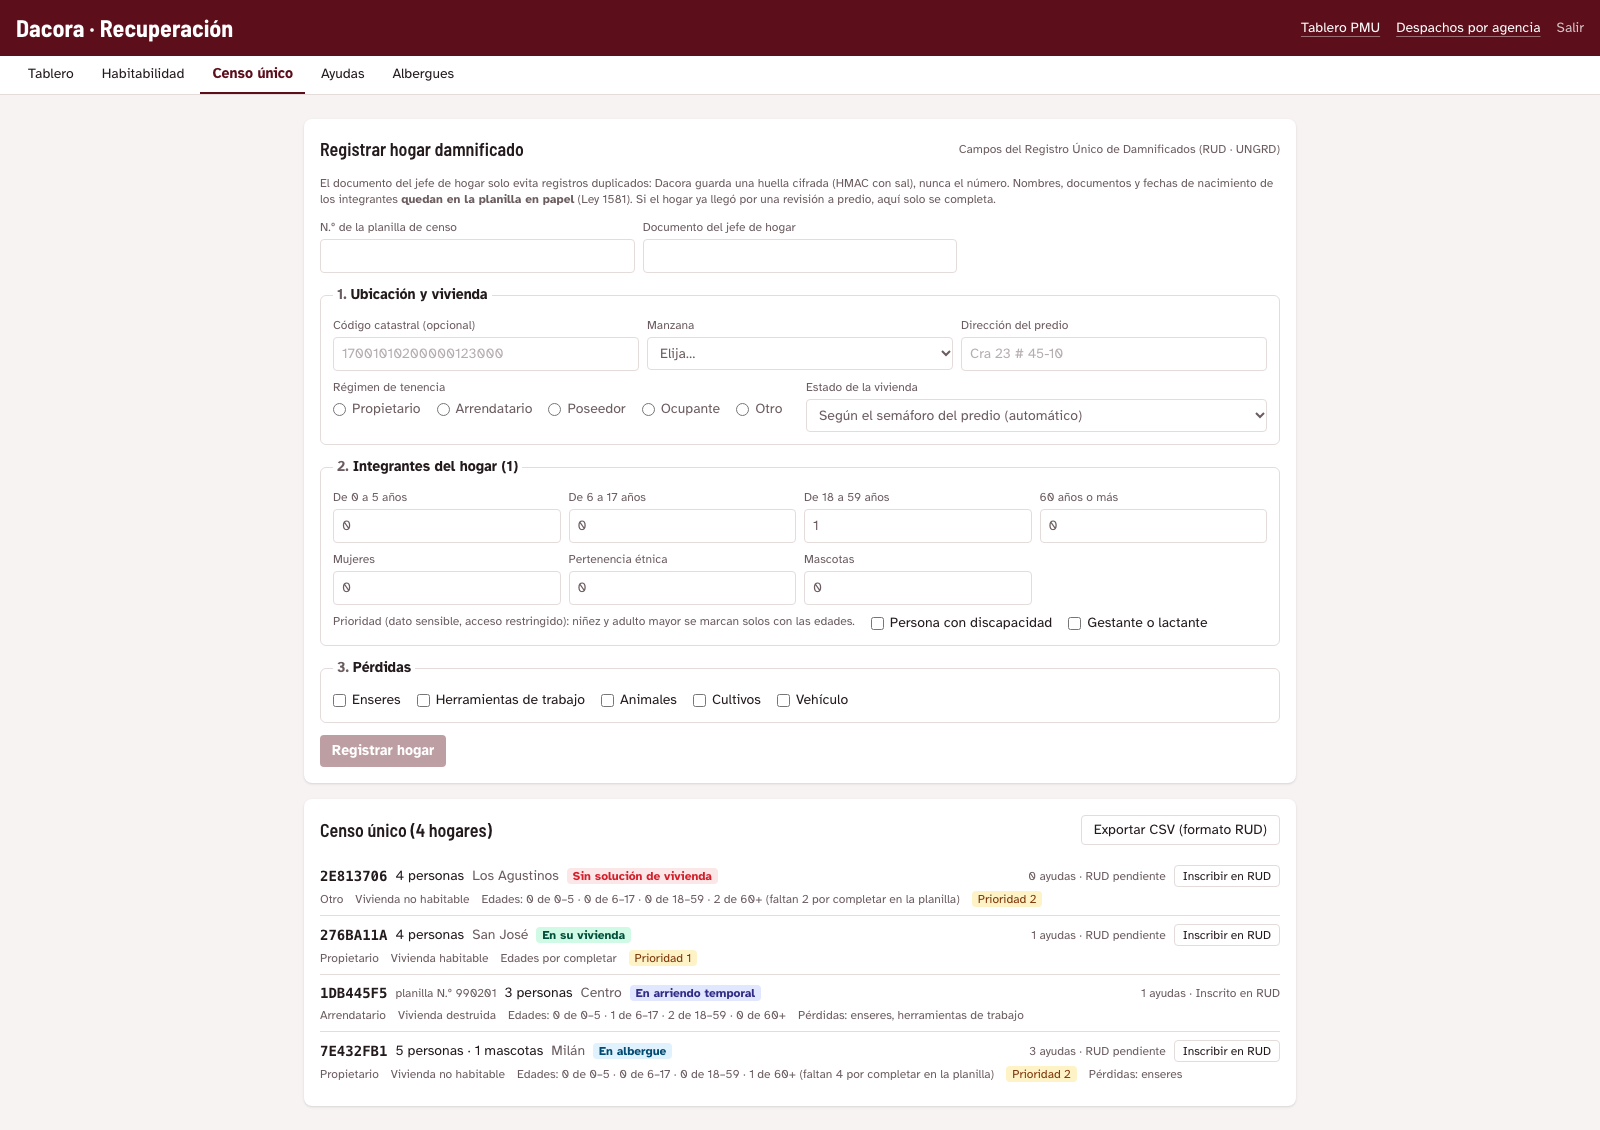 Dacora · Recuperación
Tablero PMU Despachos por agencia Salir
Tablero Habitabilidad Censo único Ayudas Albergues
Registrar hogar damnificado
Campos del Registro Único de Damnificados (RUD · UNGRD)
El documento del jefe de hogar solo evita registros duplicados: Dacora guarda una huella cifrada (HMAC con sal), nunca el número. Nombres, documentos y fechas de nacimiento de
los integrantes quedan en la planilla en papel (Ley 1581). Si el hogar ya llegó por una revisión a predio, aquí solo se completa.
N.° de la planilla de censo Documento del jefe de hogar
1. Ubicación y vivienda
Código catastral (opcional) Manzana Dirección del predio
17001010200000123000 Elija... Cra 23 # 45-10
Régimen de tenencia Estado de la vivienda
Propietario Arrendatario Poseedor Ocupante Otro Según el semáforo del predio (automático)
2. Integrantes del hogar (1)
De 0 a 5 años De 6 a 17 años De 18 a 59 años 60 años o más
0 0 1 0
Mujeres Pertenencia étnica Mascotas
0 0 0
Prioridad (dato sensible, acceso restringido): niñez y adulto mayor se marcan solos con las edades. Persona con discapacidad Gestante o lactante
3. Pérdidas
Enseres Herramientas de trabajo Animales Cultivos Vehículo
Registrar hogar
Censo único (4 hogares) Exportar CSV (formato RUD)
2E813706 4 personas Los Agustinos Sin solución de vivienda 0 ayudas · RUD pendiente Inscribir en RUD
Otro Vivienda no habitable Edades: 0 de 0–5 · 0 de 6–17 · 0 de 18–59 · 2 de 60+ (faltan 2 por completar en la planilla) Prioridad 2
276BA11A 4 personas San José En su vivienda 1 ayudas · RUD pendiente Inscribir en RUD
Propietario Vivienda habitable Edades por completar Prioridad 1
1DB445F5 planilla N.° 990201 3 personas Centro En arriendo temporal 1 ayudas · Inscrito en RUD
Arrendatario Vivienda destruida Edades: 0 de 0–5 · 1 de 6–17 · 2 de 18–59 · 0 de 60+ Pérdidas: enseres, herramientas de trabajo
7E432FB1 5 personas · 1 mascotas Milán En albergue 3 ayudas · RUD pendiente Inscribir en RUD
Propietario Vivienda no habitable Edades: 0 de 0–5 · 0 de 6–17 · 0 de 18–59 · 1 de 60+ (faltan 4 por completar en la planilla) Prioridad 2 Pérdidas: enseres